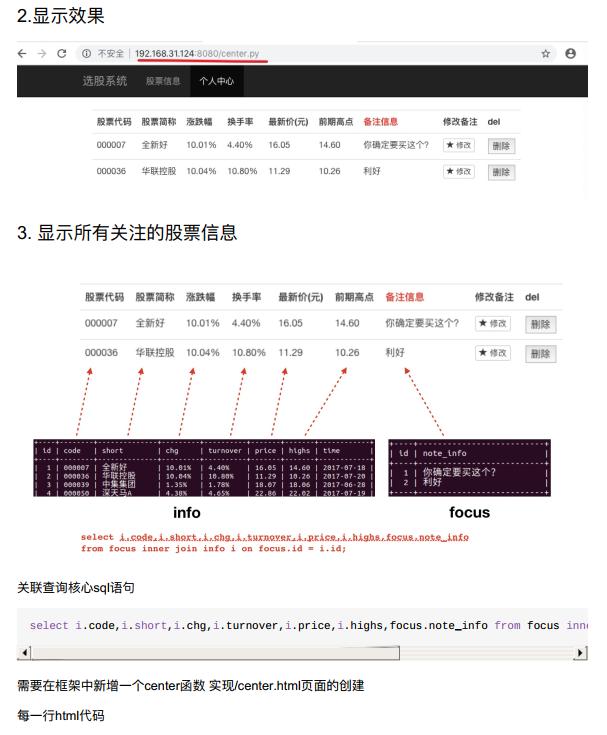 2.显示效果
不安全 | 192.168.31.124:8080/center.py
选股系统 股票信息 个人中心
股票代码 股票简称 涨跌幅 换手率 最新价(元) 前期高点 备注信息 修改备注 del
000007 全新好 10.01% 4.40% 16.05 14.60 你确定要买这个? ★ 修改 删除
000036 华联控股 10.04% 10.80% 11.29 10.26 利好 ★ 修改 删除
3. 显示所有关注的股票信息
股票代码 股票简称 涨跌幅 换手率 最新价(元) 前期高点 备注信息 修改备注 del
000007 全新好 10.01% 4.40% 16.05 14.60 你确定要买这个? ★ 修改 删除
000036 华联控股 10.04% 10.80% 11.29 10.26 利好 ★ 修改 删除
| id | code | short | chg | turnover | price | highs | time |
| 1 | 000007 | 全新好 | 10.01% | 4.40% | 16.05 | 14.60 | 2017-07-18 |
| 2 | 000036 | 华联控股 | 10.04% | 10.80% | 11.29 | 10.26 | 2017-07-20 |
| 3 | 000039 | 中集集团 | 1.35% | 1.78% | 18.07 | 18.06 | 2017-06-28 |
| 4 | 000050 | 深天马A | 4.38% | 4.65% | 22.86 | 22.02 | 2017-07-19 |
| id | note_info |
| 1 | 你确定要买这个?
| 2 | 利好
info
focus
select i.code,i.short,i.chg,i.turnover,i.price,i.highs,focus.note_info
from focus inner join info i on focus.id = i.id;
关联查询核心sql语句
select i.code,i.short,i.chg,i.turnover,i.price,i.highs,focus.note_info from focus inne
需要在框架中新增一个center函数 实现/center.html页面的创建
每一行html代码